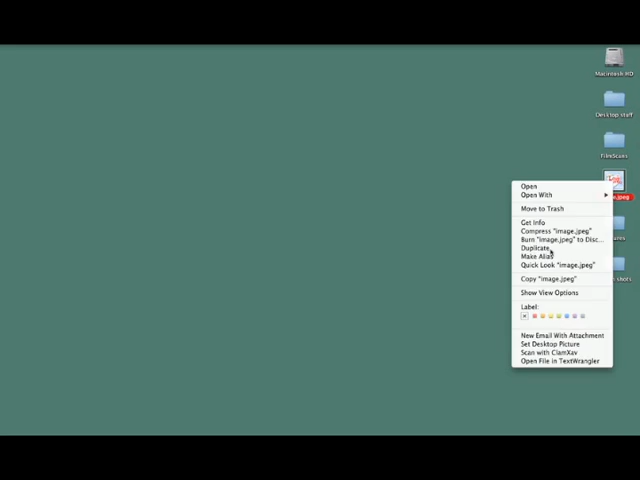 Macintosh HD
Desktop stuff
FilmScans
Open
Open With
Move to Trash
Get Info
Compress "image.jpeg"
Burn "image.jpeg" to Disc...
Duplicate
Make Alias
Quick Look "image.jpeg"
Copy "image.jpeg"
Show View Options
Label:
New Email With Attachment
Set Desktop Picture
Scan with ClamXav
Open File in TextWrangler